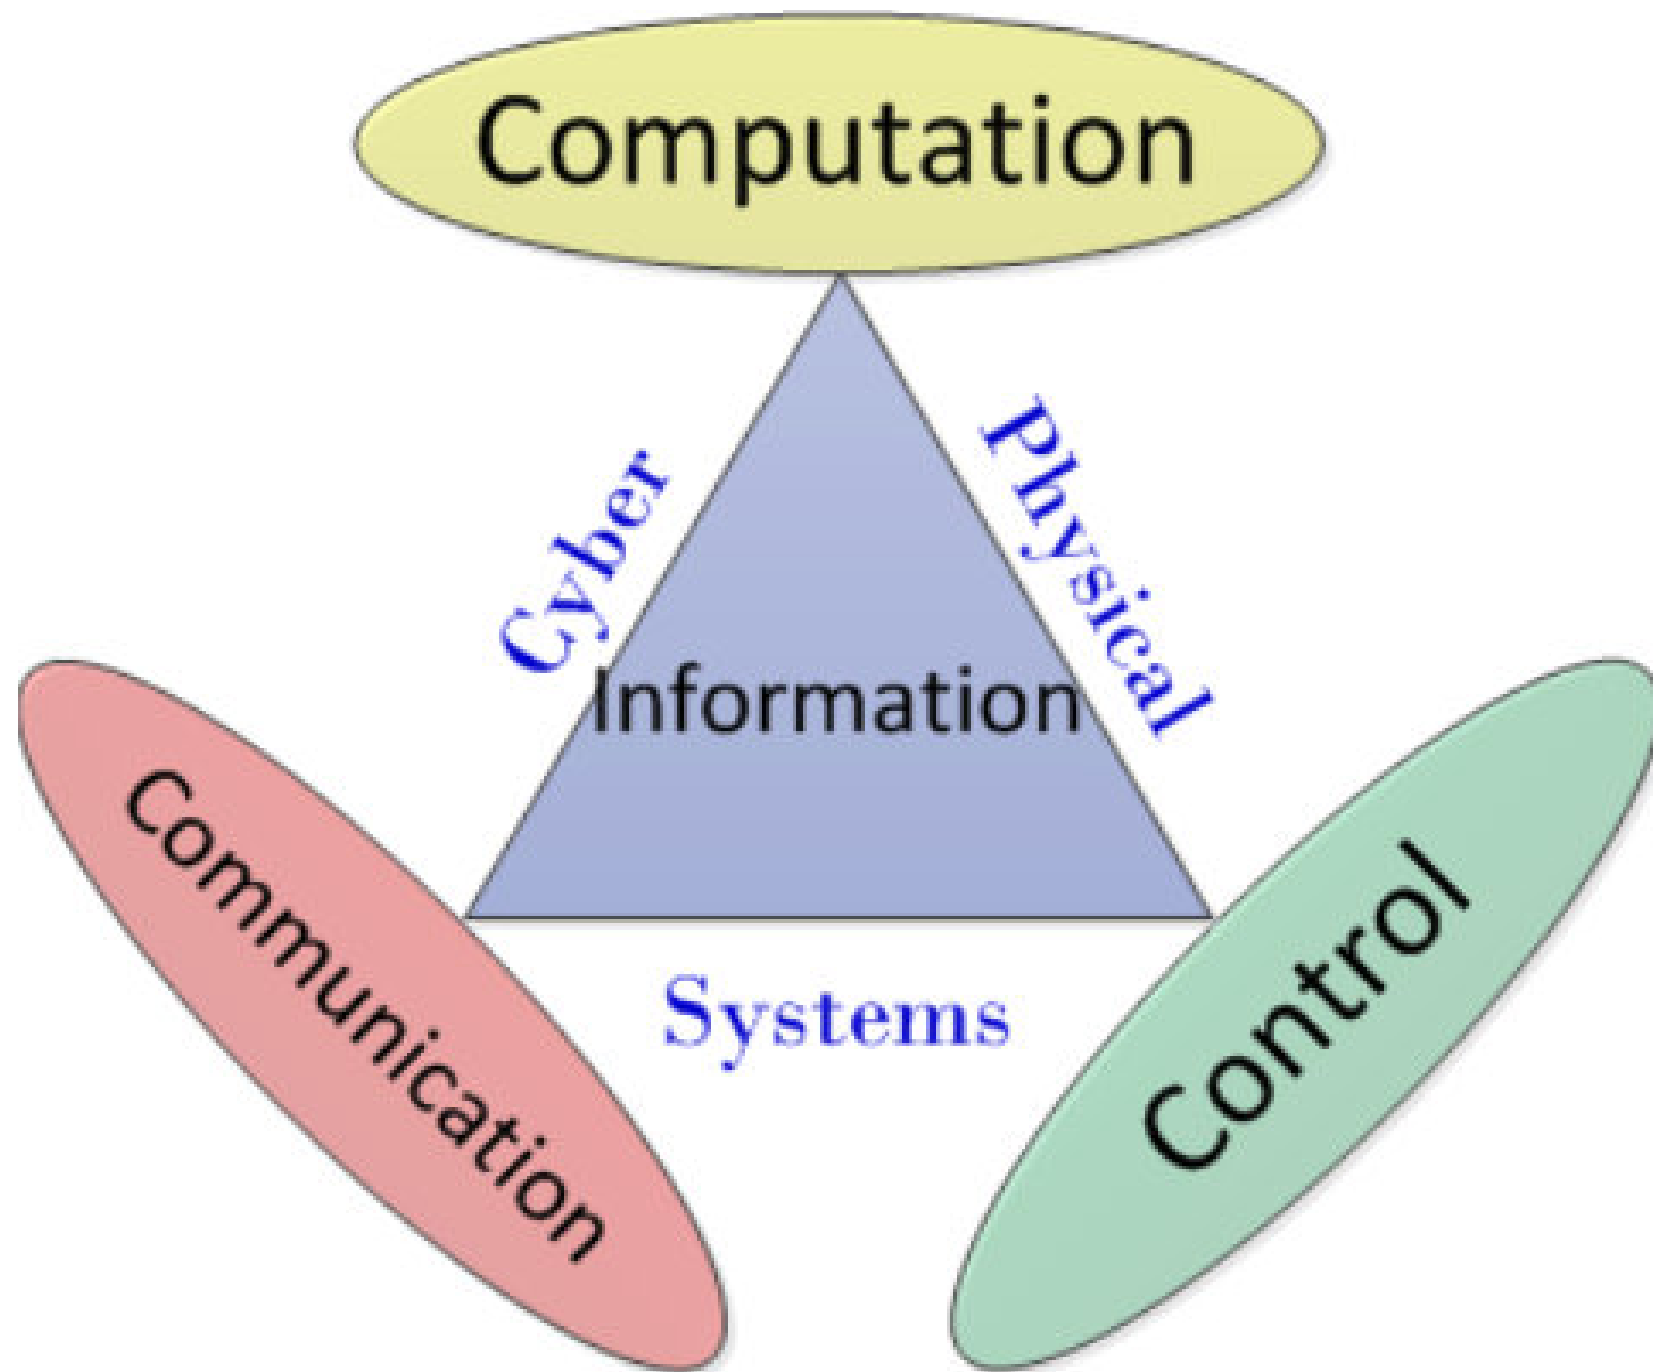 Computation
Cyber
Physical
Information
Communication
Control
Systems